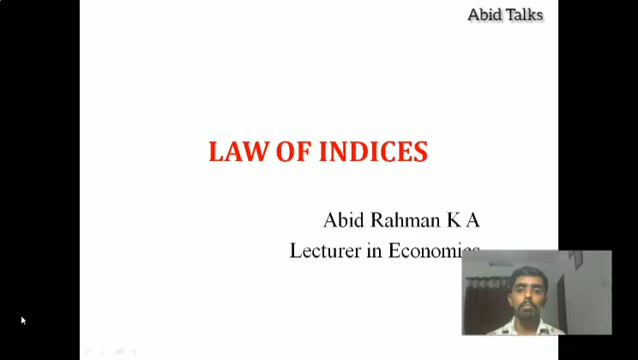 Abid Talks
LAW OF INDICES
Abid Rahman K A
Lecturer in Economics